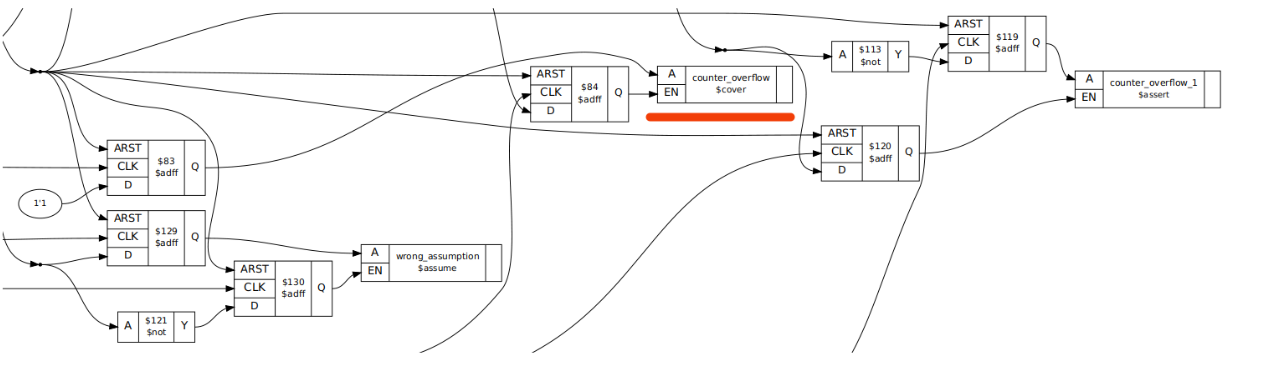 ARST
CLK
D
$83
$adff
Q
1'1
ARST
CLK
D
$129
$adff
Q
A
$121
$not
Y
ARST
CLK
D
$130
$adff
Q
A
EN
wrong_assumption
$assume
ARST
CLK
D
$84
$adff
Q
A
EN
counter_overflow
$cover
A
$113
$not
Y
ARST
CLK
D
$120
$adff
Q
ARST
CLK
D
$119
$adff
Q
A
EN
counter_overflow_1
$assert